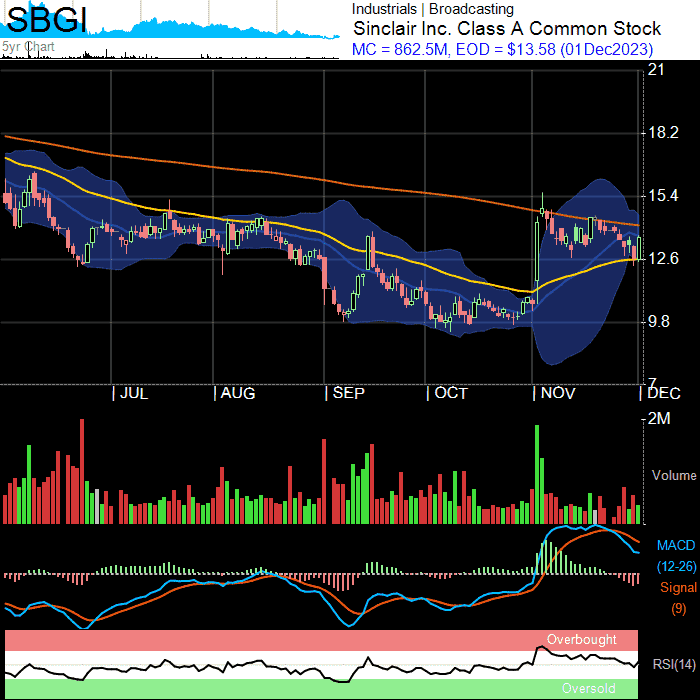 SBGI
5yr Chart
Industrials | Broadcasting
Sinclair Inc. Class A Common Stock
MC = 862.5M, EOD = $13.58 (01Dec2023)
21
18.2
15.4
12.6
9.8
7
JUL
AUG
SEP
OCT
NOV
DEC
2M
Volume
MACD
(12-26)
Signal
(9)
Overbought
RSI(14)
Oversold